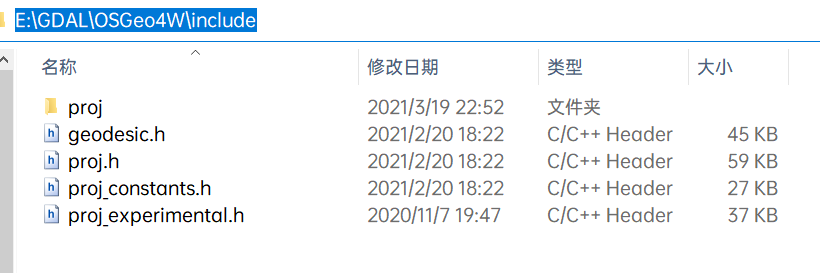 E:\GDAL\OSGeo4W\include
名称 修改日期 类型 大小
proj 2021/3/19 22:52 文件夹
geodesic.h 2021/2/20 18:22 C/C++ Header 45 KB
proj.h 2021/2/20 18:22 C/C++ Header 59 KB
proj_constants.h 2021/2/20 18:22 C/C++ Header 27 KB
proj_experimental.h 2020/11/7 19:47 C/C++ Header 37 KB